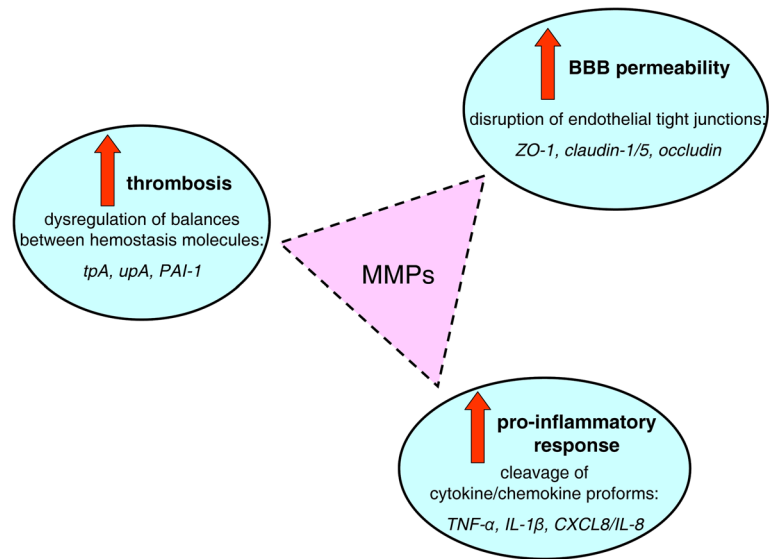 BBB permeability
disruption of endothelial tight junctions:
ZO-1, claudin-1/5, occludin
thrombosis
dysregulation of balances
between hemostasis molecules:
tpA, upA, PAI-1
MMPs
pro-inflammatory
response
cleavage of
cytokine/chemokine proforms:
TNF-α, IL-1β, CXCL8/IL-8